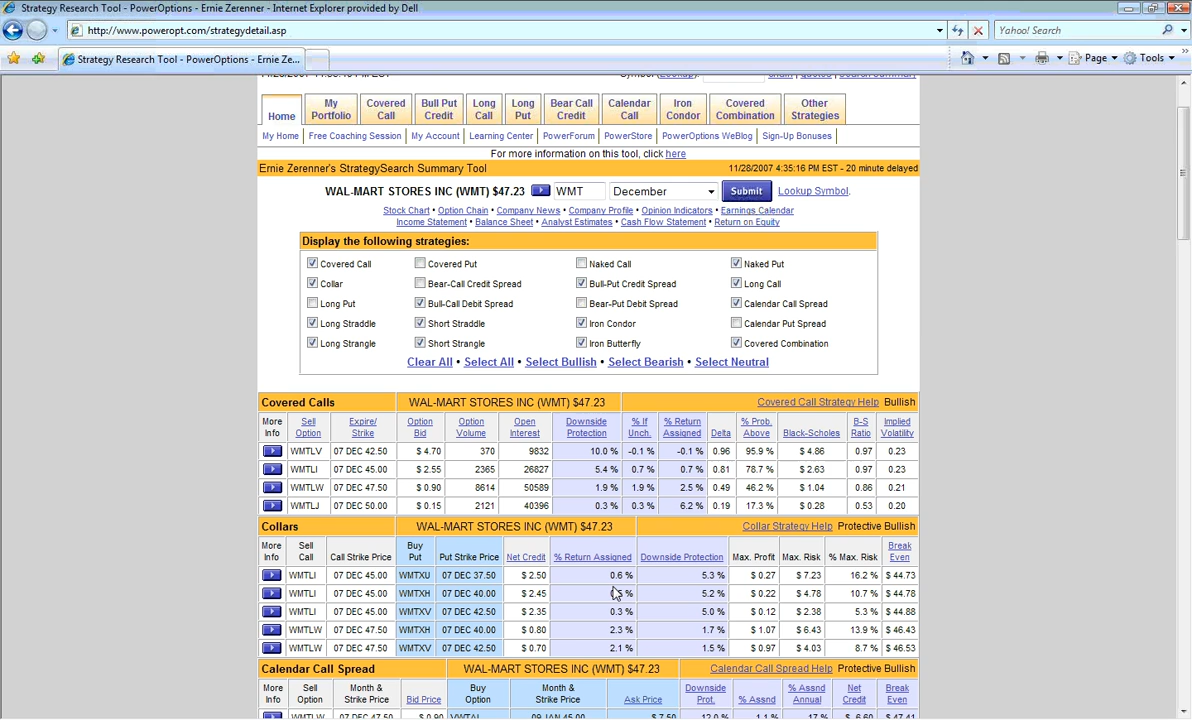 Strategy Research Tool - PowerOptions - Ernie Zerenner - Internet Explorer provided by Dell
http://www.poweropt.com/strategydetail.asp
Yahoo! Search
Strategy Research Tool - PowerOptions - Ernie Ze...
Page Tools
Home
My Portfolio
Covered Call
Bull Put Credit
Long Call
Long Put
Bear Call Credit
Calendar Call
Iron Condor
Covered Combination
Other Strategies
My Home Free Coaching Session My Account Learning Center PowerForum PowerStore PowerOptions WeBlog Sign-Up Bonuses
For more information on this tool, click here
Ernie Zerenner's StrategySearch Summary Tool 11/28/2007 4:35:16 PM EST - 20 minute delayed
WAL-MART STORES INC (WMT) $47.23 WMT December Submit Lookup Symbol.
Stock Chart • Option Chain • Company News • Company Profile • Opinion Indicators • Earnings Calendar
Income Statement • Balance Sheet • Analyst Estimates • Cash Flow Statement • Return on Equity
Display the following strategies:
Covered Call Covered Put Naked Call Naked Put
Collar Bear-Call Credit Spread Bull-Put Credit Spread Long Call
Long Put Bull-Call Debit Spread Bear-Put Debit Spread Calendar Call Spread
Long Straddle Short Straddle Iron Condor Calendar Put Spread
Long Strangle Short Strangle Iron Butterfly Covered Combination
Clear All • Select All • Select Bullish • Select Bearish • Select Neutral
Covered Calls WAL-MART STORES INC (WMT) $47.23 Covered Call Strategy Help Bullish
More Info Sell Option Expire/ Strike Option Bid Option Volume Open Interest Downside Protection % If Unch. % Return Assigned Delta % Prob. Above Black-Scholes B-S Ratio Implied Volatility
WMTLV 07 DEC 42.50 $ 4.70 370 9832 10.0 % -0.1 % -0.1 % 0.96 95.9 % $ 4.86 0.97 0.23
WMTLI 07 DEC 45.00 $ 2.55 2365 26827 5.4 % 0.7 % 0.7 % 0.81 78.7 % $ 2.63 0.97 0.23
WMTLW 07 DEC 47.50 $ 0.90 8614 50589 1.9 % 1.9 % 2.5 % 0.49 46.2 % $ 1.04 0.86 0.21
WMTLJ 07 DEC 50.00 $ 0.15 2121 40396 0.3 % 0.3 % 6.2 % 0.19 17.3 % $ 0.28 0.53 0.20
Collars WAL-MART STORES INC (WMT) $47.23 Collar Strategy Help Protective Bullish
More Info Sell Call Call Strike Price Buy Put Put Strike Price Net Credit % Return Assigned Downside Protection Max. Profit Max. Risk % Max. Risk Break Even
WMTLI 07 DEC 45.00 WMTXU 07 DEC 37.50 $ 2.50 0.6 % 5.3 % $ 0.27 $ 7.23 16.2 % $ 44.73
WMTLI 07 DEC 45.00 WMTXH 07 DEC 40.00 $ 2.45 % 5.2 % $ 0.22 $ 4.78 10.7 % $ 44.78
WMTLI 07 DEC 45.00 WMTXV 07 DEC 42.50 $ 2.35 0.3 % 5.0 % $ 0.12 $ 2.38 5.3 % $ 44.88
WMTLW 07 DEC 47.50 WMTXH 07 DEC 40.00 $ 0.80 2.3 % 1.7 % $ 1.07 $ 6.43 13.9 % $ 46.43
WMTLW 07 DEC 47.50 WMTXV 07 DEC 42.50 $ 0.70 2.1 % 1.5 % $ 0.97 $ 4.03 8.7 % $ 46.53
Calendar Call Spread WAL-MART STORES INC (WMT) $47.23 Calendar Call Spread Help Protective Bullish
More Info Sell Option Month & Strike Price Bid Price Buy Option Month & Strike Price Ask Price Downside Prot. % Assnd % Assnd Annual Net Credit Break Even